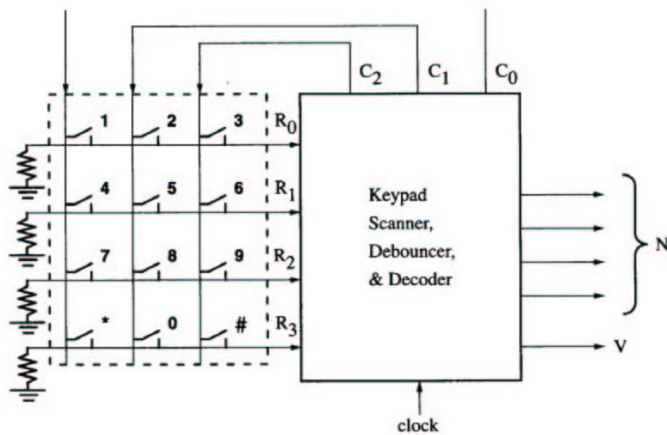 C2 C1 C0
1 2 3 R0
4 5 6 R1
7 8 9 R2
* 0 # R3
Keypad
Scanner,
Debouncer,
& Decoder
N
V
clock